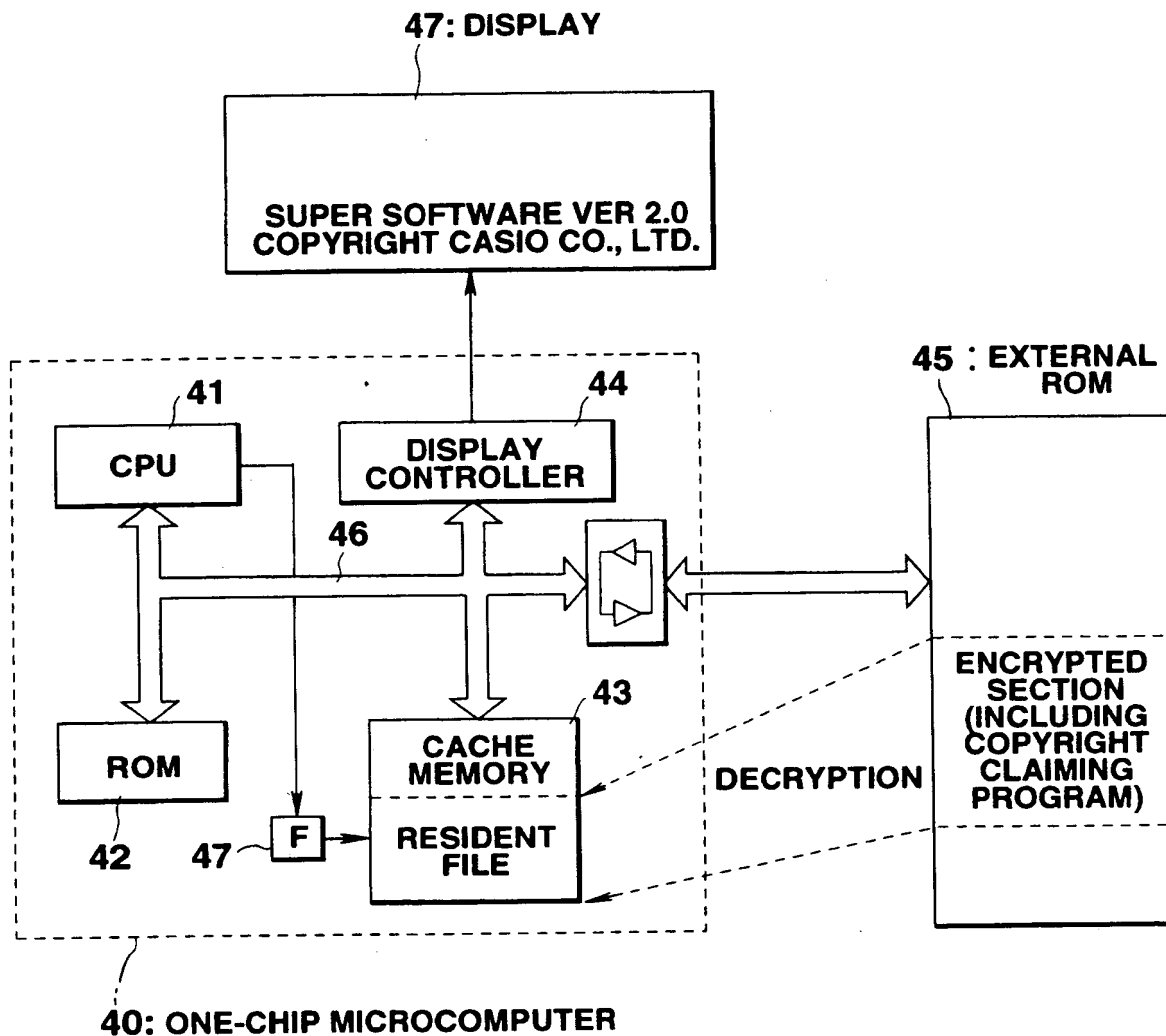 47: DISPLAY
SUPER SOFTWARE VER 2.0
COPYRIGHT CASIO CO., LTD.
45 : EXTERNAL
ROM
41
CPU
44
DISPLAY
CONTROLLER
46
ROM
42
47
F
43
CACHE
MEMORY
RESIDENT
FILE
DECRYPTION
ENCRYPTED
SECTION
(INCLUDING
COPYRIGHT
CLAIMING
PROGRAM)
40: ONE-CHIP MICROCOMPUTER